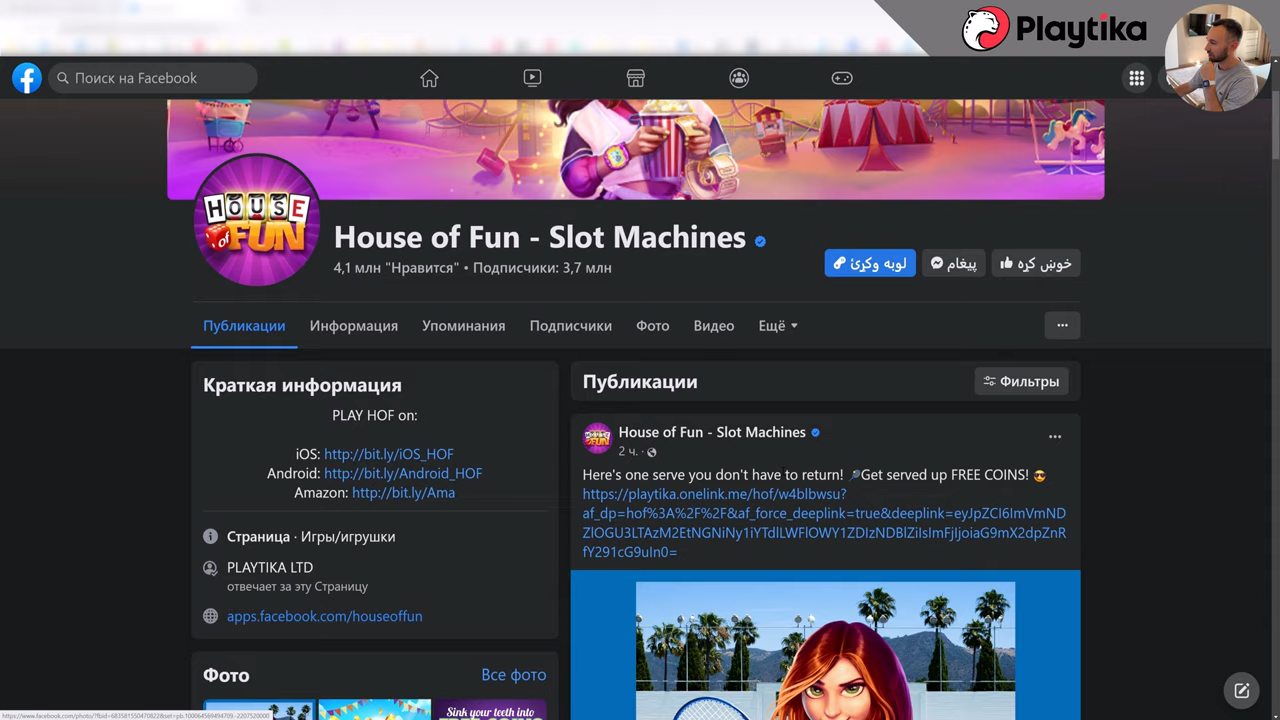 Playtika
Поиск на Facebook
HOUSE
of FUN
House of Fun - Slot Machines
4,1 млн "Нравится" • Подписчики: 3,7 млн
لوبه وکړئ
پیغام
خوښ کړه
Публикации
Информация
Упоминания
Подписчики
Фото
Видео
Ещё
Краткая информация
PLAY HOF on:
iOS: http://bit.ly/iOS_HOF
Android: http://bit.ly/Android_HOF
Amazon: http://bit.ly/Ama
Страница · Игры/игрушки
PLAYTIKA LTD
отвечает за эту Страницу
apps.facebook.com/houseoffun
Фото
Все фото
Sink your teeth into
Публикации
Фильтры
House of Fun - Slot Machines
2 ч. ·
Here's one serve you don't have to return! 🎾Get served up FREE COINS! 😎
https://playtika.onelink.me/hof/w4blbwsu?
af_dp=hof%3A%2F%2F&af_force_deeplink=true&deeplink=eyJpZCI6ImVmND
ZlOGU3LTAzM2EtNGNiNy1iYTdlLWFlOWY1ZDIzNDBlZiIsImFjIjoiaG9mX2dpZnR
fY291cG9uIn0=